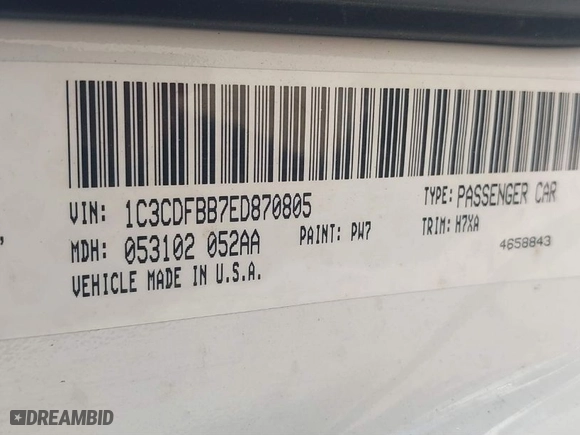 VIN: 1C3CDFBB7ED870805 TYPE: PASSENGER CAR
MDH: 053102 052AA PAINT: PW7 TRIM: H7XA
VEHICLE MADE IN U.S.A. 4658843
DREAMBID